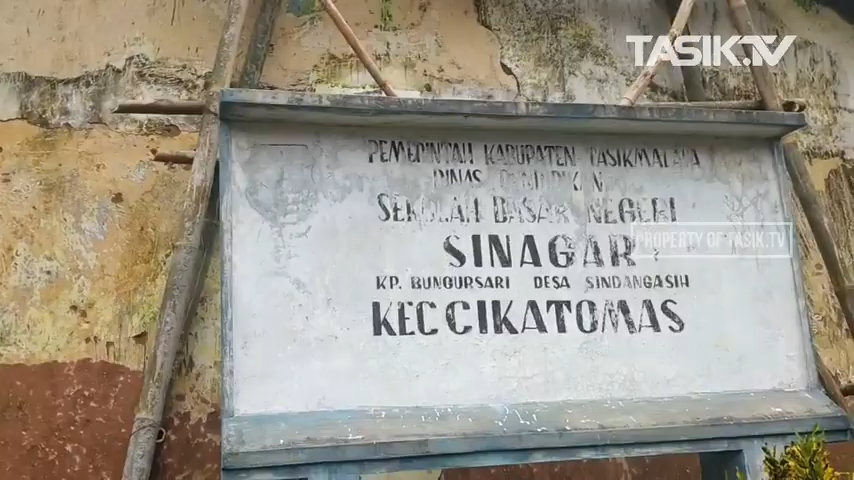 TASIK.TV
PEMERINTAH KABUPATEN TASIKMALAYA
DINAS PENDIDIKAN
SEKOLAH DASAR NEGERI
SINAGAR
PROPERTY OF TASIK.TV
KP. BUNGURSARI DESA SINDANGASIH
KEC CIKATOMAS